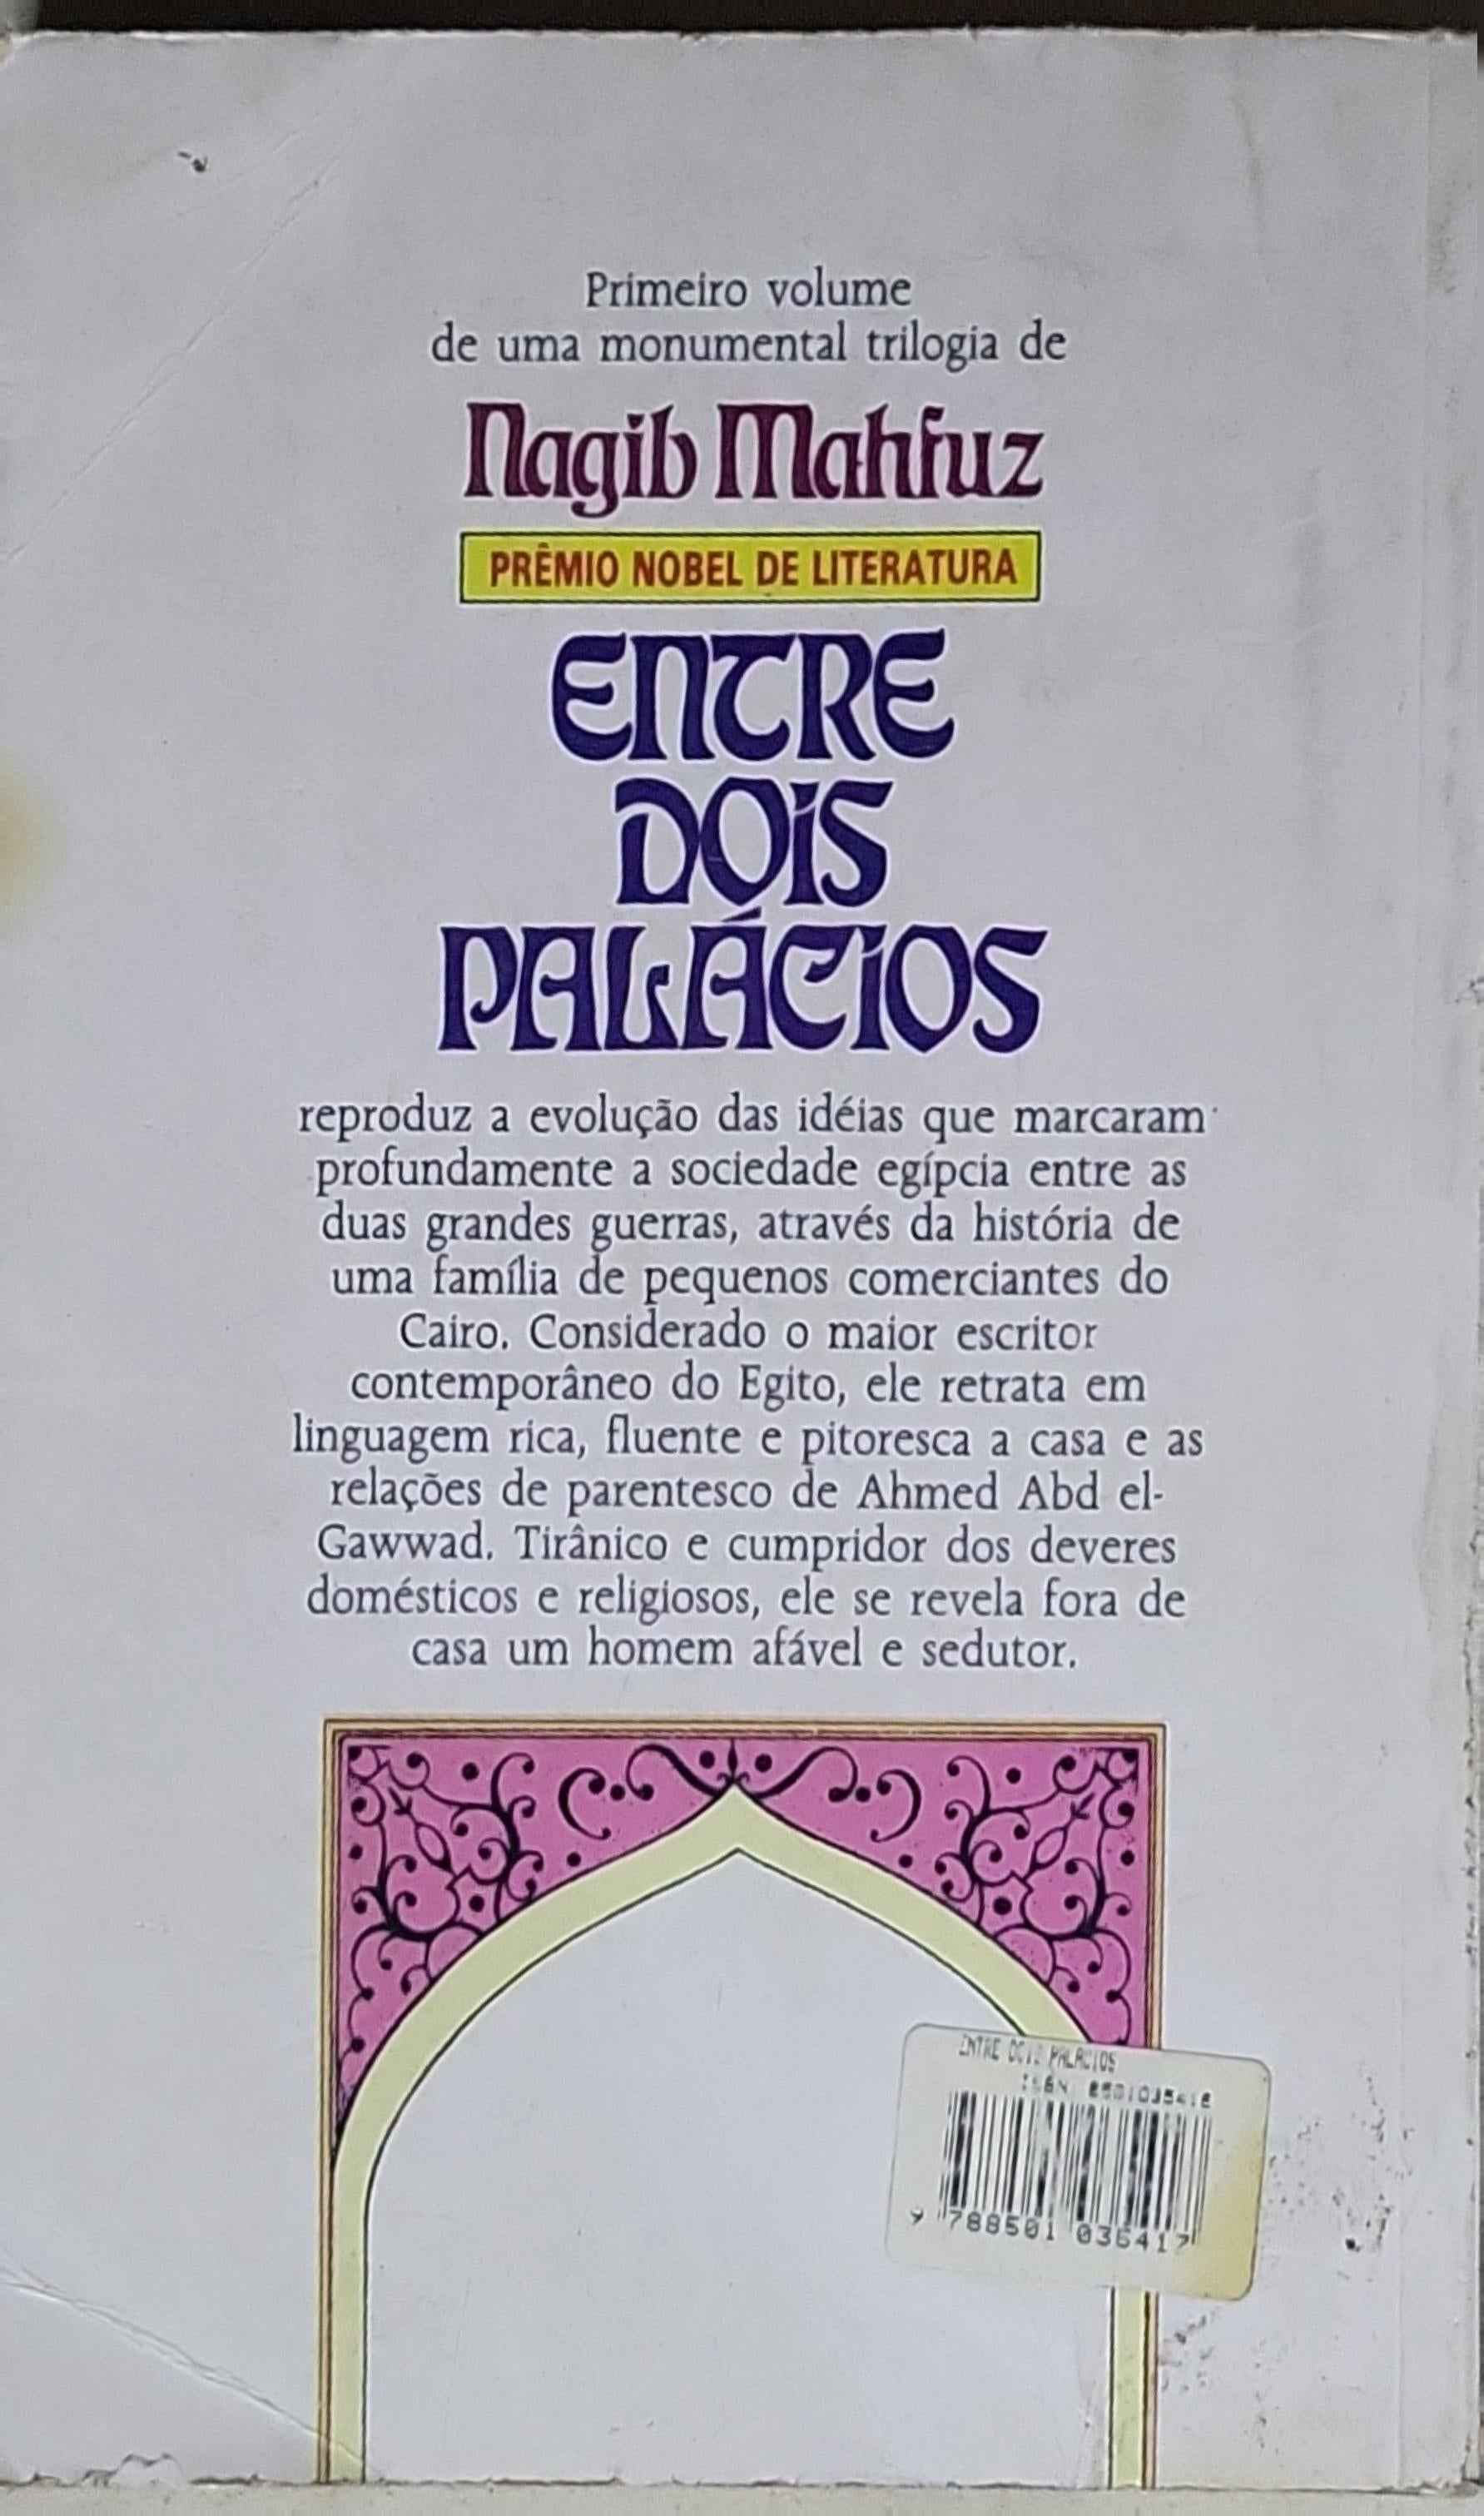 Primeiro volume
de uma monumental trilogia de
Nagib Mahfuz
PRÊMIO NOBEL DE LITERATURA
ENTRE
DOIS
PALÁCIOS
reproduz a evolução das idéias que marcaram
profundamente a sociedade egípcia entre as
duas grandes guerras, através da história de
uma família de pequenos comerciantes do
Cairo. Considerado o maior escritor
contemporâneo do Egito, ele retrata em
linguagem rica, fluente e pitoresca a casa e as
relações de parentesco de Ahmed Abd el-
Gawwad. Tirânico e cumpridor dos deveres
domésticos e religiosos, ele se revela fora de
casa um homem afável e sedutor.
ENTRE DOIS PALACIOS
ISBN
9 788501 035417